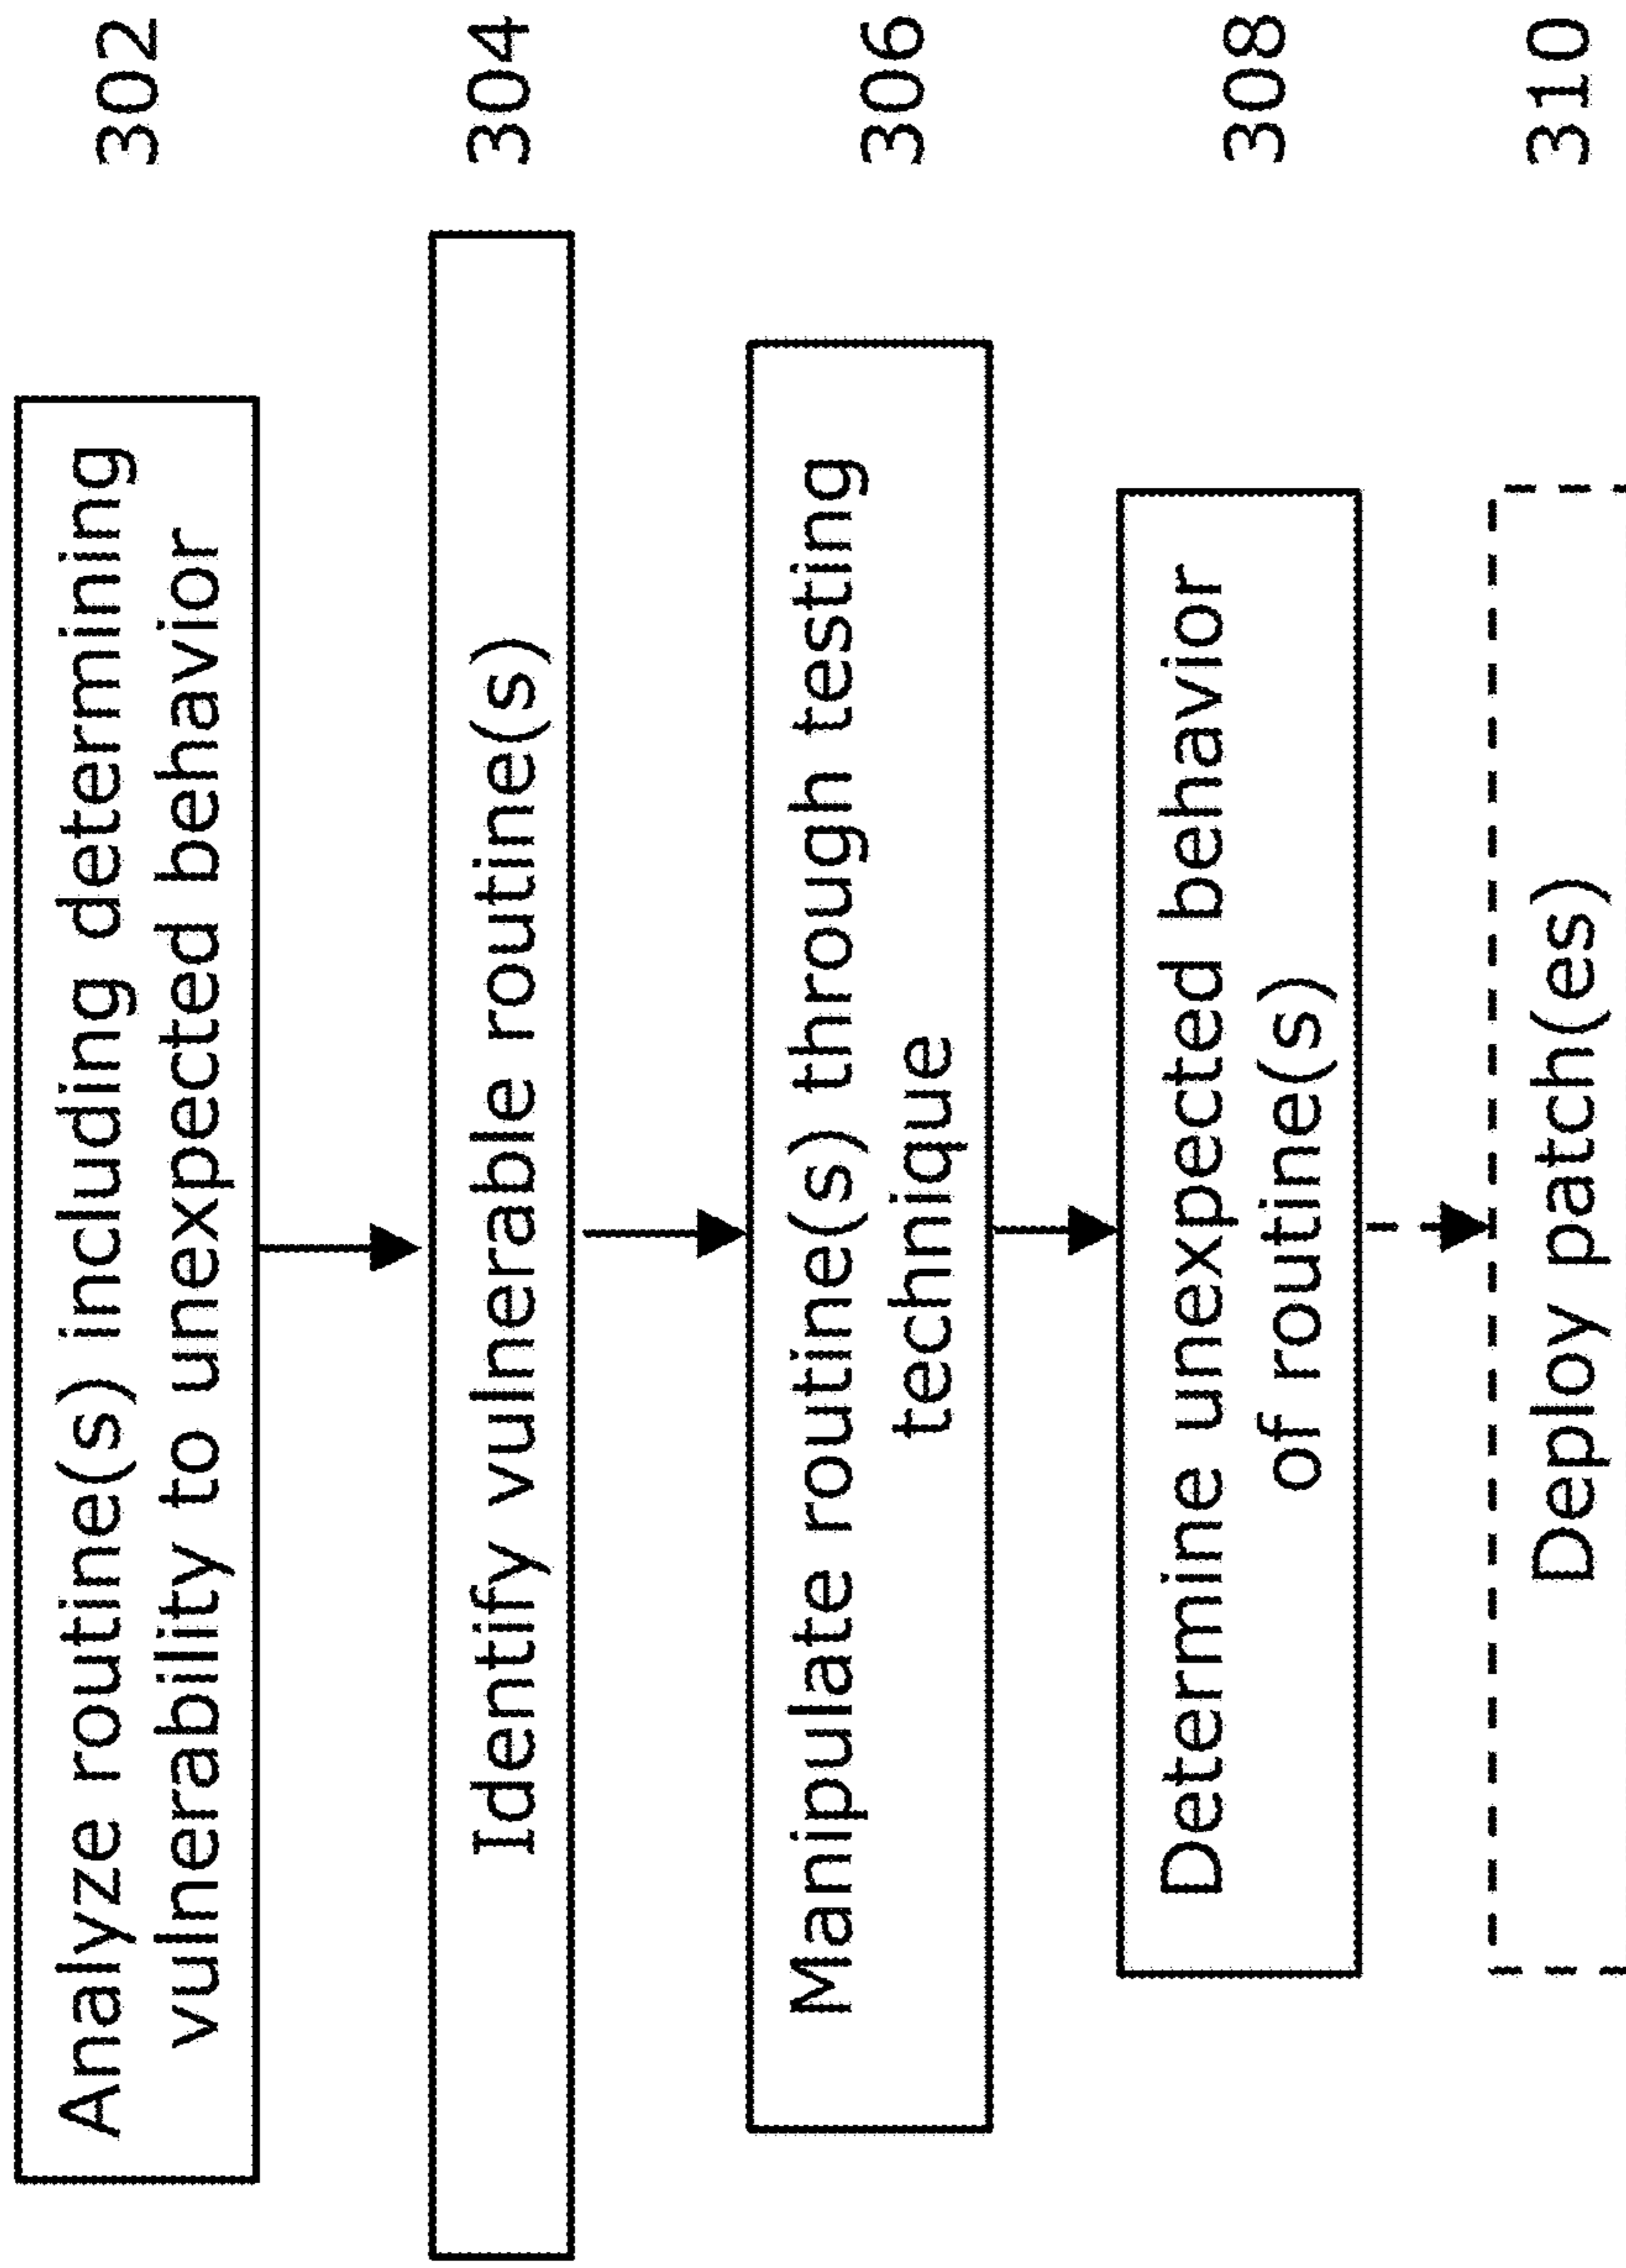 Analyze routine(s) including determining
vulnerability to unexpected behavior
302
Identify vulnerable routine(s)
304
Manipulate routine(s) through testing
technique
306
Determine unexpected behavior
of routine(s)
308
Deploy patch(es)
310